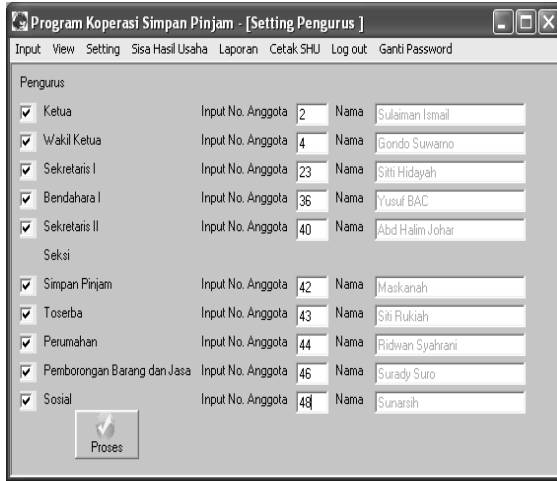 Program Koperasi Simpan Pinjam - [Setting Pengurus ]
Input View Setting Sisa Hasil Usaha Laporan Cetak SHU Log out Ganti Password
Pengurus
Ketua Input No. Anggota 2 Nama Sulaiman Ismail
Wakil Ketua Input No. Anggota 4 Nama Gondo Suwarno
Sekretaris I Input No. Anggota 23 Nama Sitti Hidayah
Bendahara I Input No. Anggota 36 Nama Yusuf BAC
Sekretaris II Input No. Anggota 40 Nama Abd Halim Johar
Seksi
Simpan Pinjam Input No. Anggota 42 Nama Maskanah
Toserba Input No. Anggota 43 Nama Siti Rukiah
Perumahan Input No. Anggota 44 Nama Ridwan Syahrani
Pemborongan Barang dan Jasa Input No. Anggota 46 Nama Surady Suro
Sosial Input No. Anggota 48 Nama Sunarsih
Proses